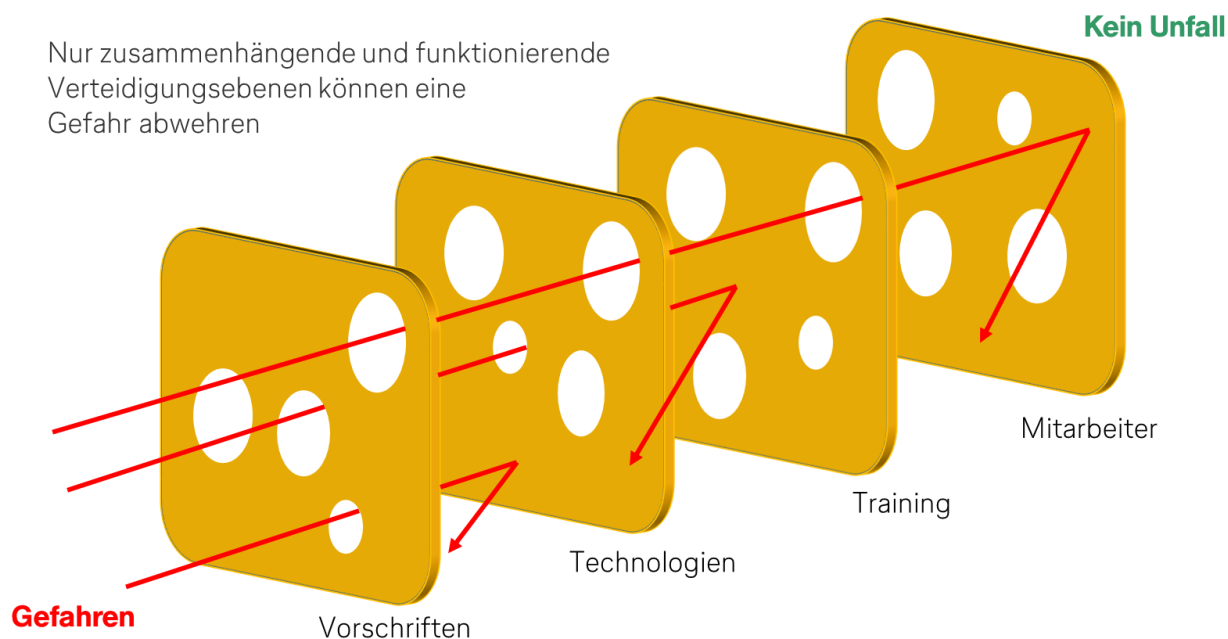 Nur zusammenhängende und funktionierende
Verteidigungsebenen können eine
Gefahr abwehren
Kein Unfall
Mitarbeiter
Training
Technologien
Gefahren
Vorschriften